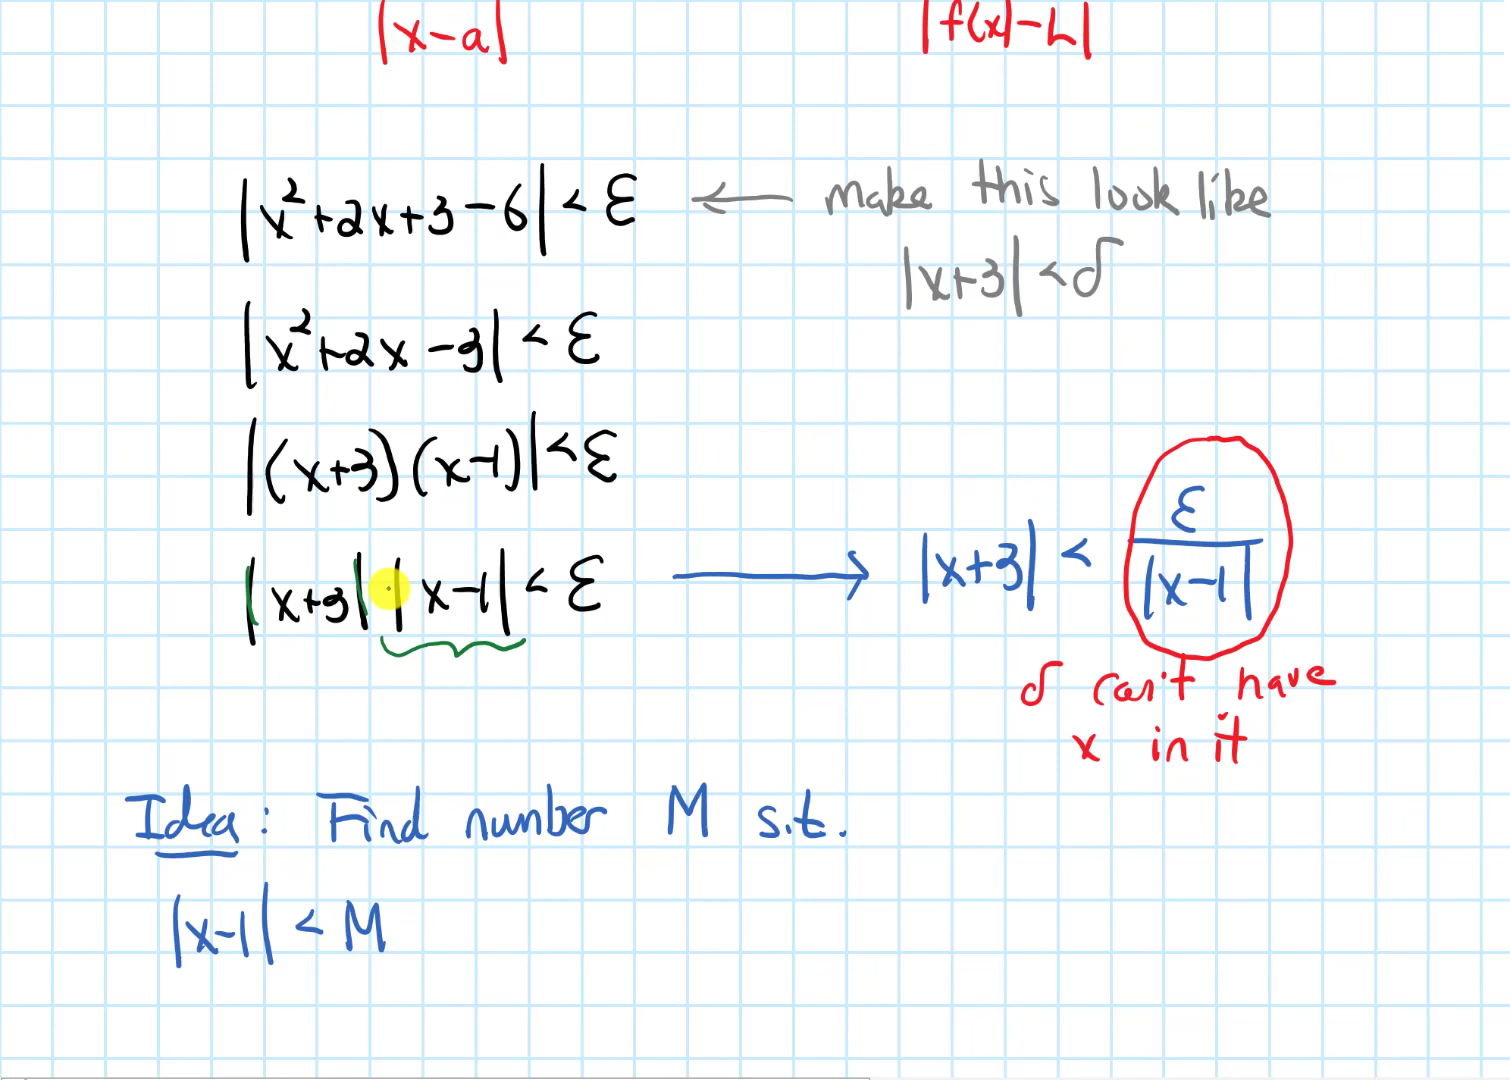 |x-a| |f(x)-L|
|x²+2x+3-6| < ε ← make this look like
|x+3| < δ
|x²+2x-3| < ε
|(x+3)(x-1)| < ε
|x+3| |x-1| < ε → |x+3| < ε/|x-1|
δ can't have
x in it
Idea: Find number M s.t.
|x-1| < M